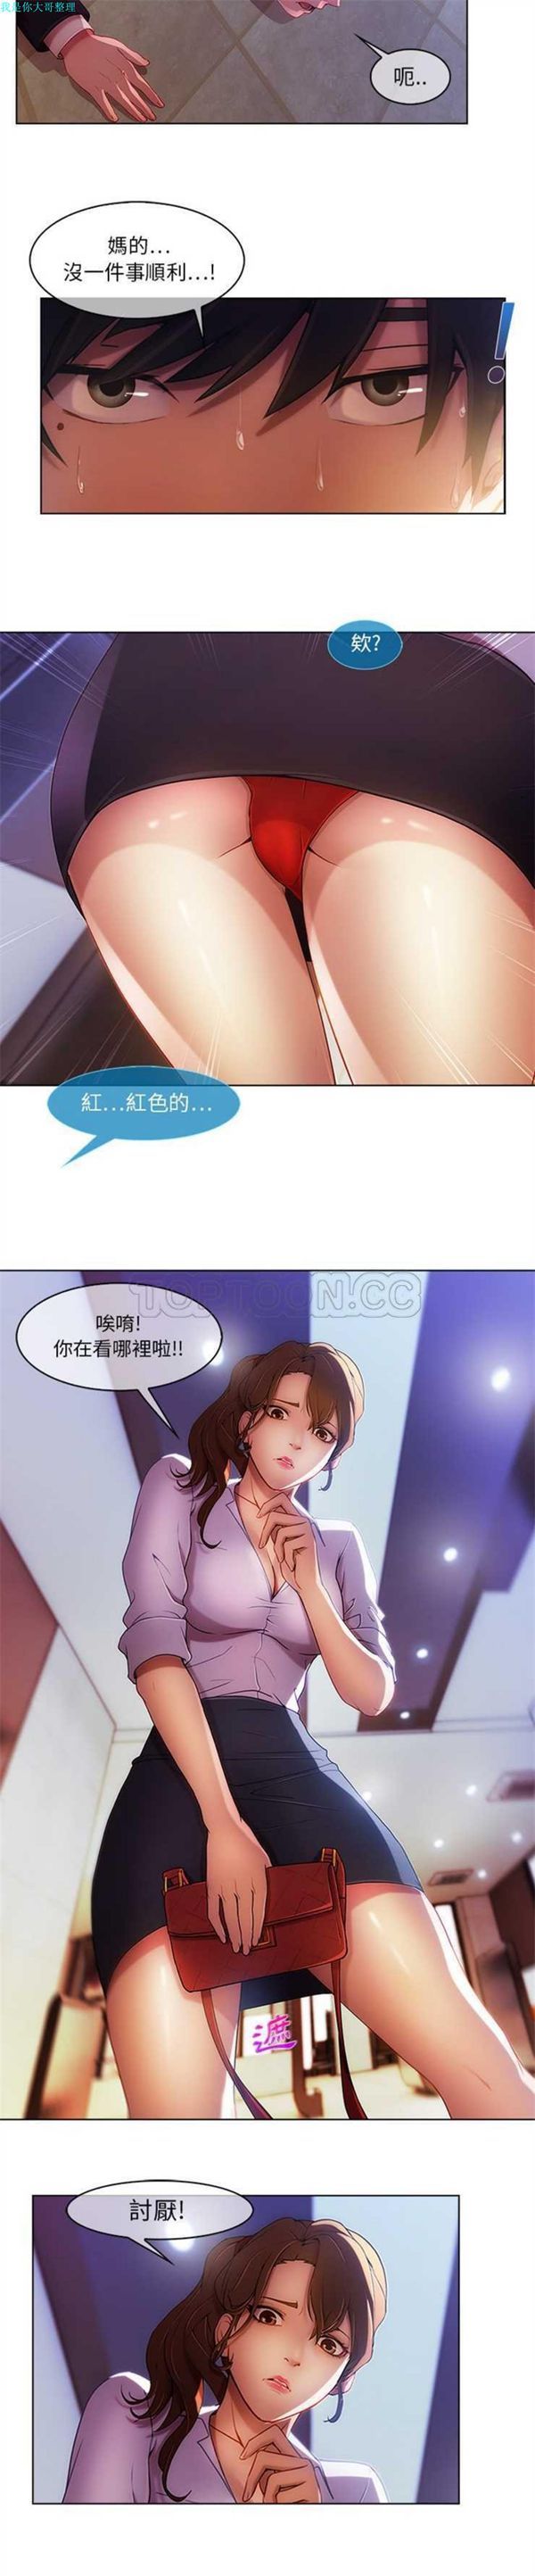 我是你大哥整理
呃..
媽的...
沒一件事順利...!
欸?
紅...紅色的...
TOPTOON.CC
唉唷!
你在看哪裡啦!!
遮
討厭!